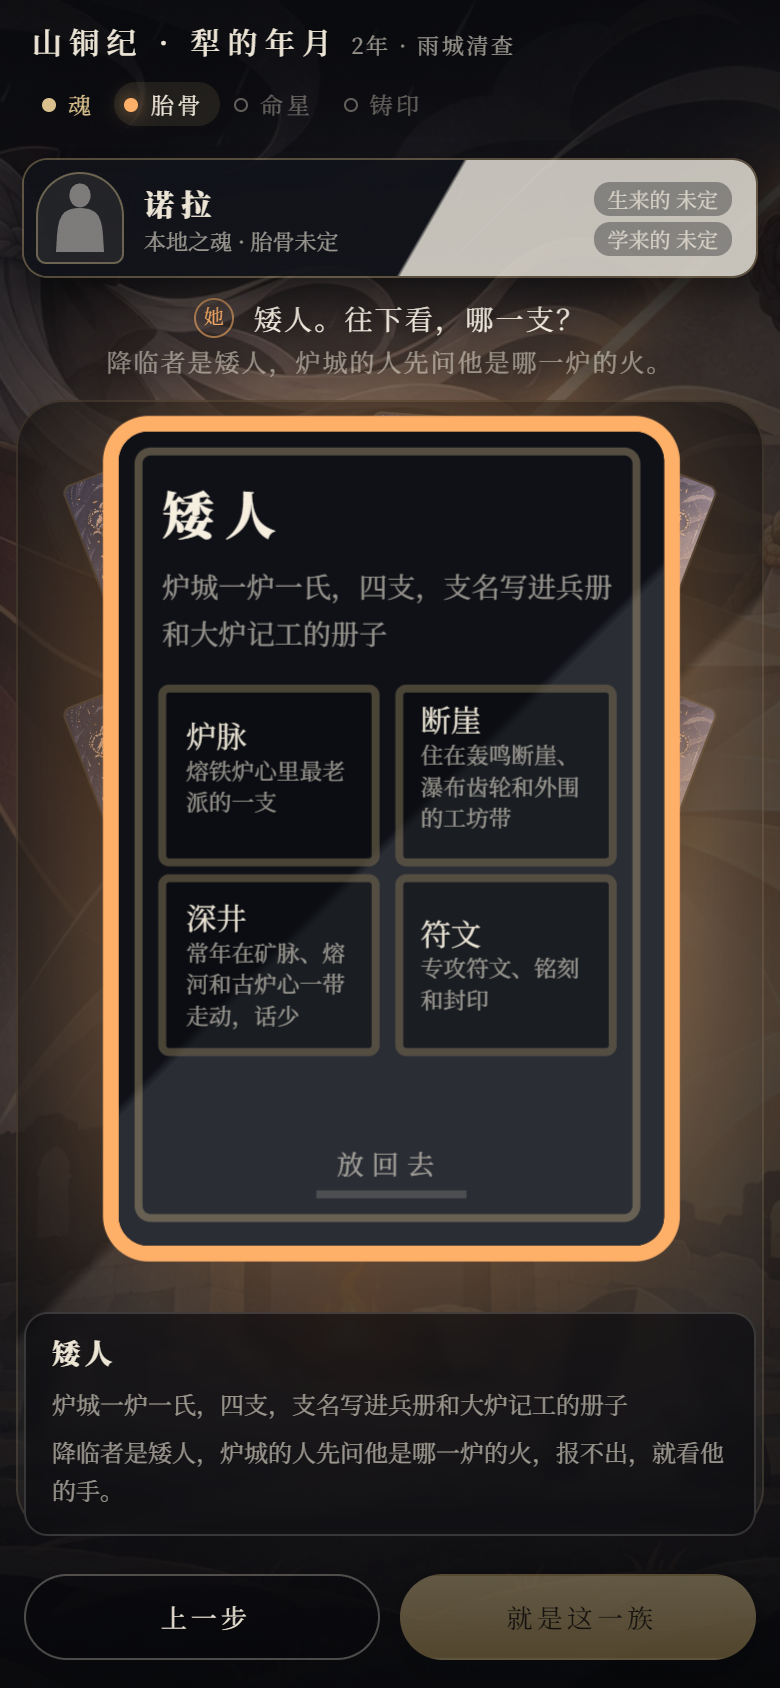 山铜纪 · 犁的年月 2年 · 雨城清查
魂 胎骨 命星 铸印
诺拉
本地之魂 · 胎骨未定
生来的 未定
学来的 未定
她 矮人。往下看，哪一支？
降临者是矮人，炉城的人先问他是哪一炉的火。
矮人
炉城一炉一氏，四支，支名写进兵册
和大炉记工的册子
炉脉
熔铁炉心里最老
派的一支
断崖
住在轰鸣断崖、
瀑布齿轮和外围
的工坊带
深井
常年在矿脉、熔
河和古炉心一带
走动，话少
符文
专攻符文、铭刻
和封印
放回去
矮人
炉城一炉一氏，四支，支名写进兵册和大炉记工的册子
降临者是矮人，炉城的人先问他是哪一炉的火，报不出，就看他
的手。
上一步
就是这一族